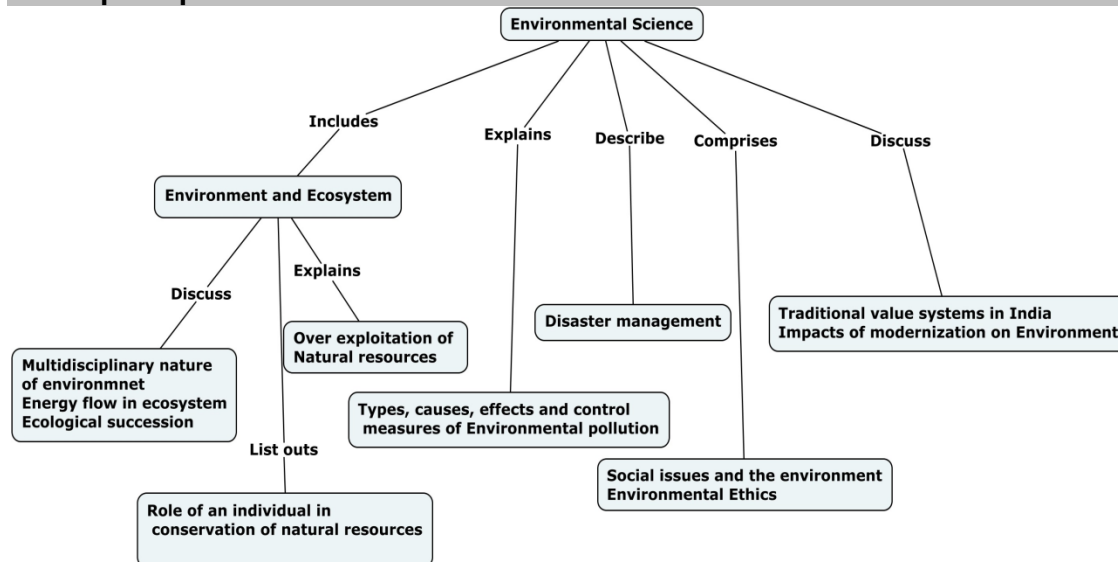 Environmental Science
Includes
Explains
Describe
Comprises
Discuss
Environment and Ecosystem
Explains
Discuss
Traditional value systems in India
Impacts of modernization on Environment
Disaster management
Over exploitation of
Natural resources
Multidisciplinary nature
of environmnet
Energy flow in ecosystem
Ecological succession
Types, causes, effects and control
measures of Environmental pollution
List outs
Social issues and the environment
Environmental Ethics
Role of an individual in
conservation of natural resources